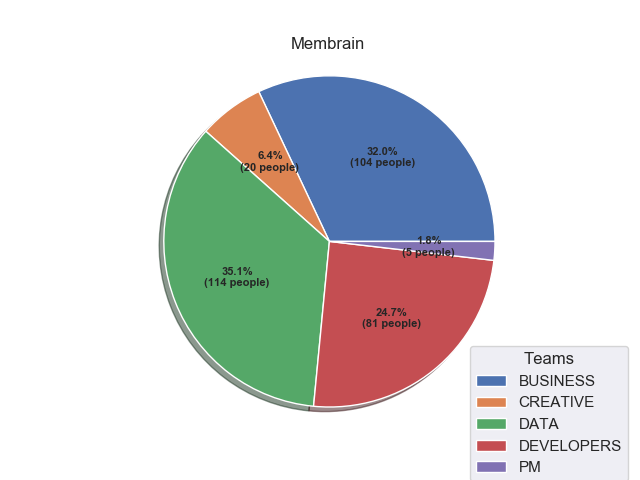 Membrain
32.0%
(104 people)
6.4%
(20 people)
35.1%
(114 people)
24.7%
(81 people)
1.8%
(5 people)
Teams
BUSINESS
CREATIVE
DATA
DEVELOPERS
PM